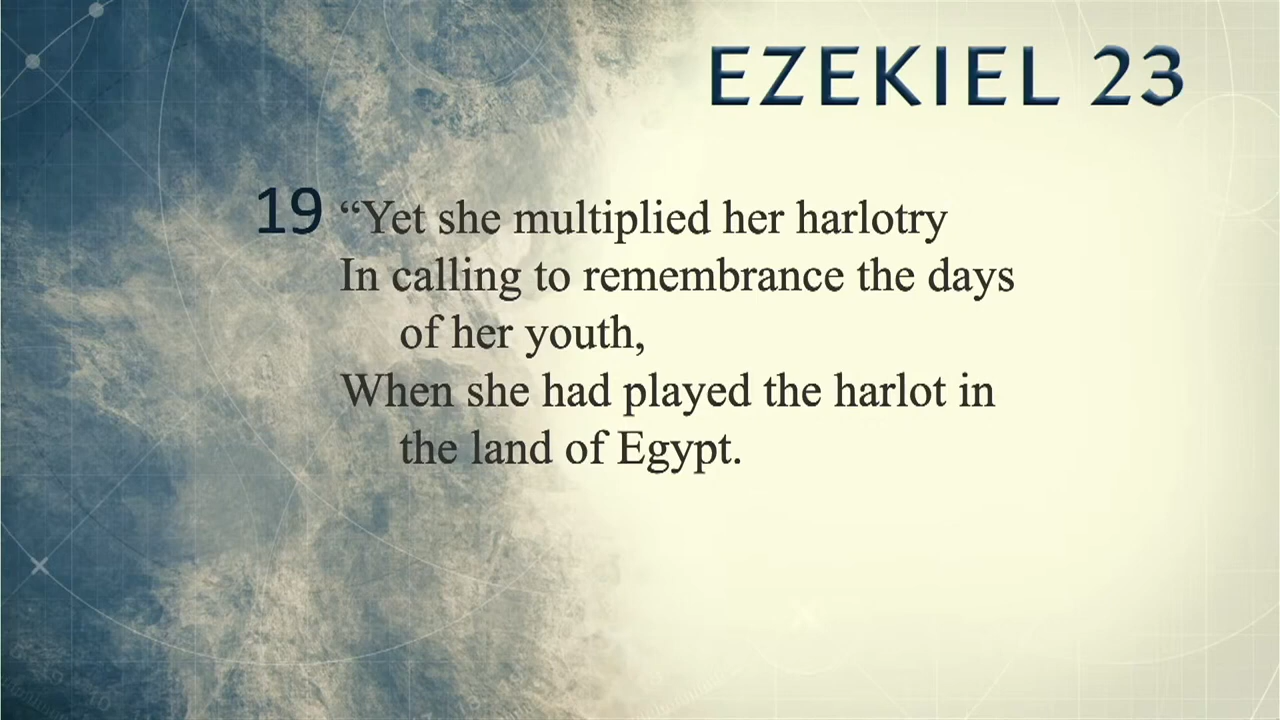 EZEKIEL 23
19 “Yet she multiplied her harlotry
In calling to remembrance the days
of her youth,
When she had played the harlot in
the land of Egypt.